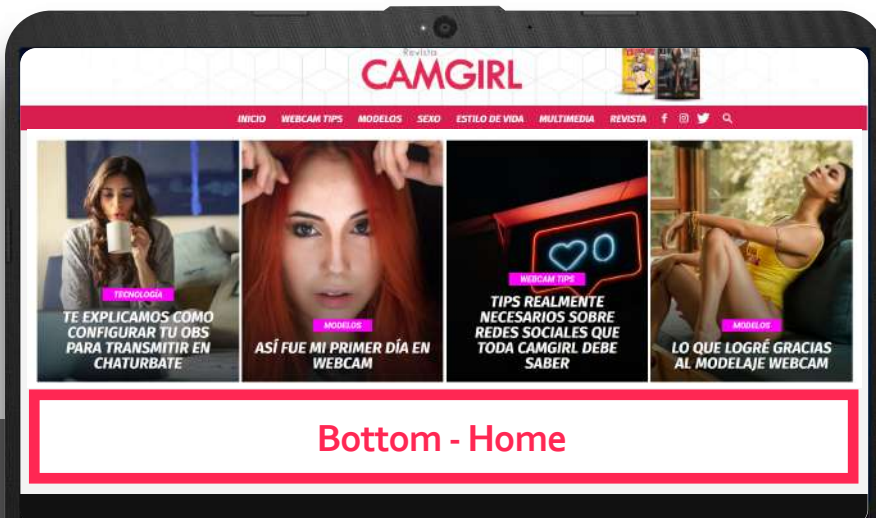 Revista
CAMGIRL
INICIO WEBCAM TIPS MODELOS SEXO ESTILO DE VIDA MULTIMEDIA REVISTA
TECNOLOGÍA
TE EXPLICAMOS COMO
CONFIGURAR TU OBS
PARA TRANSMITIR EN
CHATURBATE
MODELOS
ASÍ FUE MI PRIMER DÍA EN
WEBCAM
WEBCAM TIPS
TIPS REALMENTE
NECESARIOS SOBRE
REDES SOCIALES QUE
TODA CAMGIRL DEBE
SABER
MODELOS
LO QUE LOGRÉ GRACIAS
AL MODELAJE WEBCAM
Bottom - Home